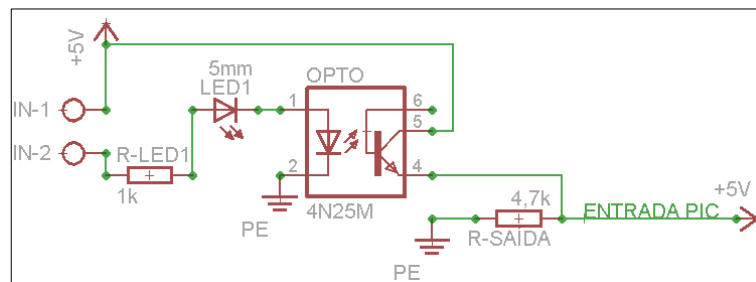 +5V
5mm
LED1
OPTO
IN-1
IN-2
R-LED1
1k
1
2
6
5
4
4N25M
PE
4,7k
R-SAÍDA
PE
ENTRADA PIC
+5V